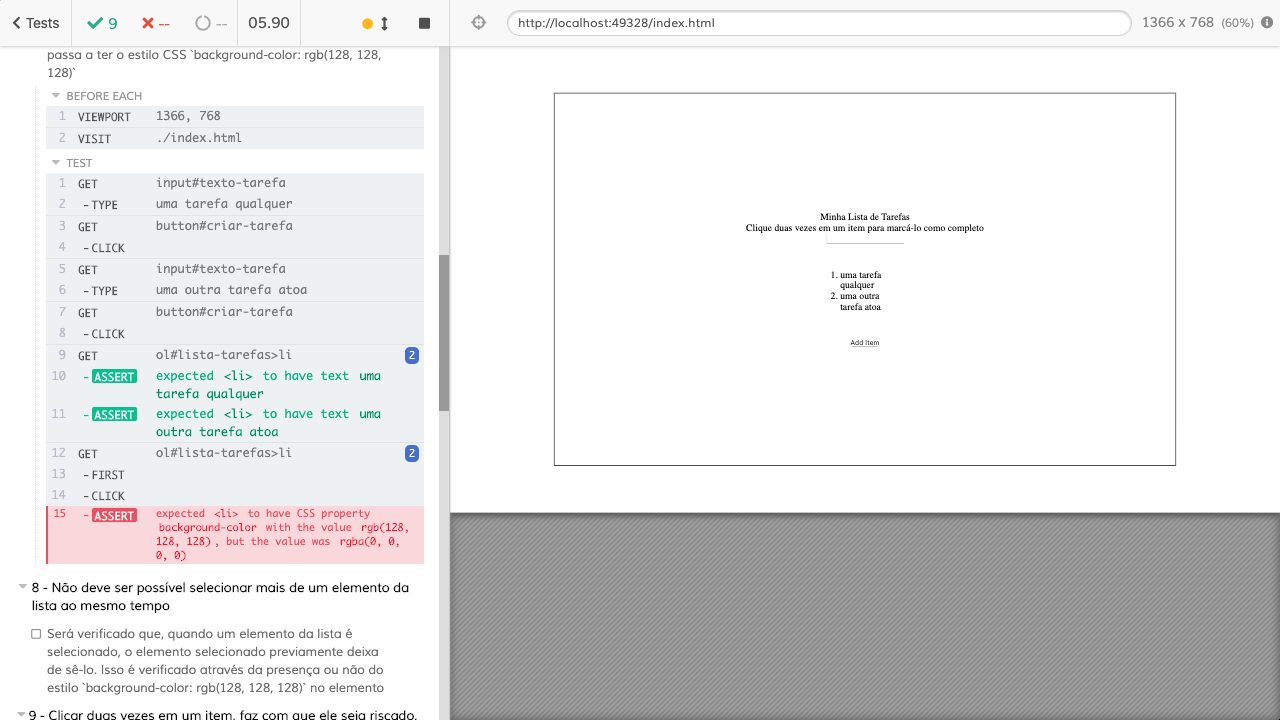 Tests
9
--
--
05.90
http://localhost:49328/index.html
1366 x 768 (60%)
passa a ter o estilo CSS `background-color: rgb(128, 128,
128)`
BEFORE EACH
1 VIEWPORT 1366, 768
2 VISIT ./index.html
TEST
1 GET input#texto-tarefa
2 - TYPE uma tarefa qualquer
3 GET button#criar-tarefa
4 - CLICK
5 GET input#texto-tarefa
6 - TYPE uma outra tarefa atoa
7 GET button#criar-tarefa
8 - CLICK
9 GET ol#lista-tarefas>li 2
10 - ASSERT expected <li> to have text uma
tarefa qualquer
11 - ASSERT expected <li> to have text uma
outra tarefa atoa
12 GET ol#lista-tarefas>li 2
13 - FIRST
14 - CLICK
15 - ASSERT expected <li> to have CSS property
background-color with the value rgb(128,
128, 128), but the value was rgba(0, 0,
0, 0)
8 - Não deve ser possível selecionar mais de um elemento da
lista ao mesmo tempo
Será verificado que, quando um elemento da lista é
selecionado, o elemento selecionado previamente deixa
de sê-lo. Isso é verificado através da presença ou não do
estilo `background-color: rgb(128, 128, 128)` no elemento
9 - Clicar duas vezes em um item, faz com que ele seja riscado,
Minha Lista de Tarefas
Clique duas vezes em um item para marcá-lo como completo
1. uma tarefa
qualquer
2. uma outra
tarefa atoa
Add Item